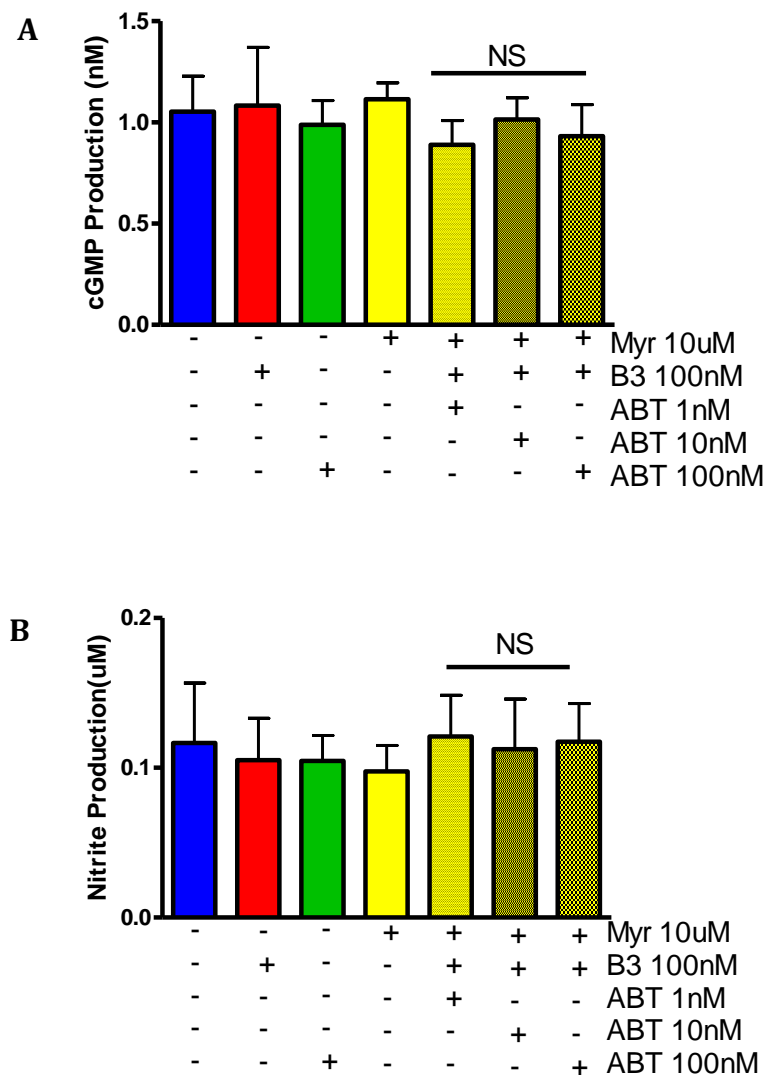 A
NS
cGMP Production (nM)
1.5
1.0
0.5
0.0
- - - + + + + Myr 10uM
- + - - + + + B3 100nM
- - - - + - - ABT 1nM
- - - - - + - ABT 10nM
- - + - - - + ABT 100nM
B
NS
Nitrite Production(uM)
0.2
0.1
0.0
- - - + + + + Myr 10uM
- + - - + + + B3 100nM
- - - - + - - ABT 1nM
- - - - - + - ABT 10nM
- - + - - - + ABT 100nM